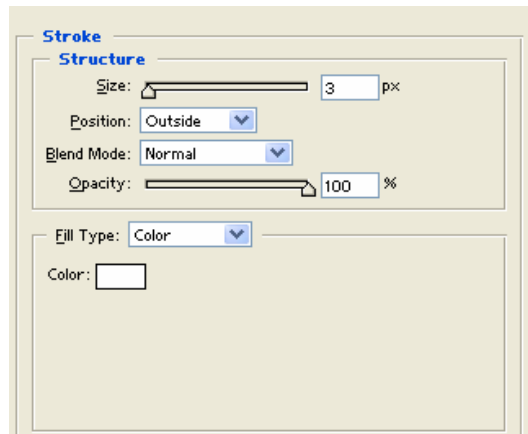 Stroke
Structure
Size: 3 px
Position: Outside
Blend Mode: Normal
Opacity: 100 %
Fill Type: Color
Color: